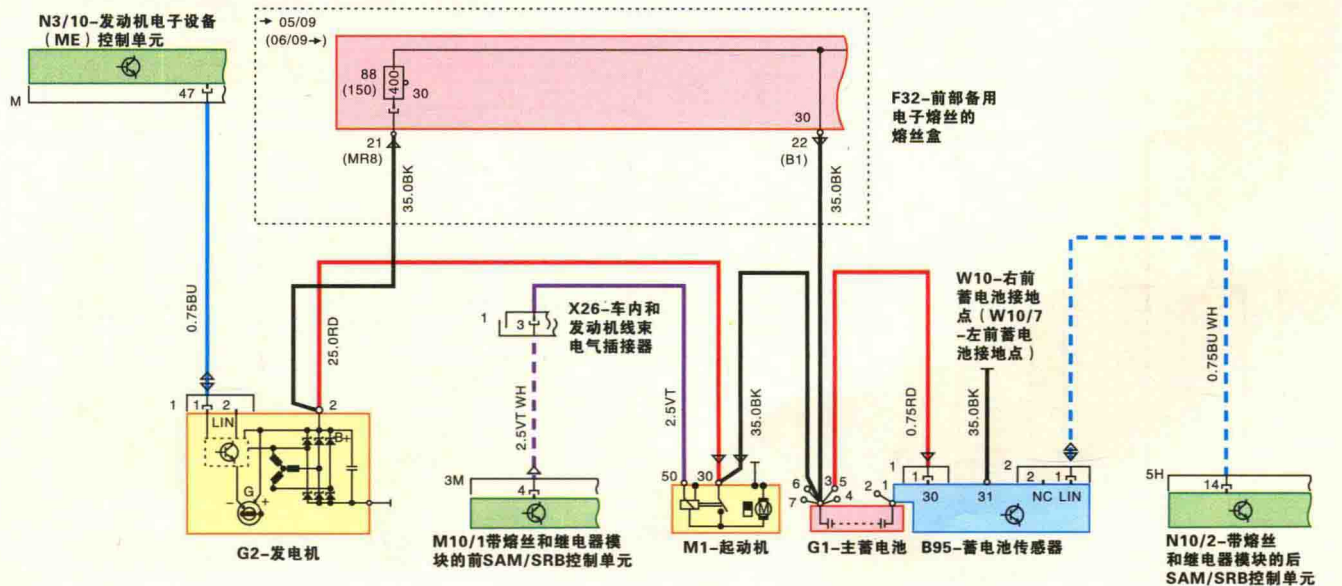 N3/10-发动机电子设备
(ME)控制单元
47
M
→ 05/09
(06/09→)
88
(150)
400
30
30
21
(MR8)
22
(B1)
F32-前部备用
电子熔丝的
熔丝盒
35.0BK
35.0BK
0.75BU
25.0RD
1
3
X26-车内和
发动机线束
电气插接器
W10-右前
蓄电池接地
点(W10/7
-左前蓄电
池接地点)
2.5VT WH
2.5VT
35.0BK
0.75RD
35.0BK
0.75BU WH
1
1
2
2
LIN
B+
G
-
+
G2-发电机
3M
4
M10/1带熔丝和继电器模
块的前SAM/SRB控制单元
50
30
M
M1-起动机
6
7
3
5
4
2
1
G1-主蓄电池
1
1
30
31
2
2
1
NC
LIN
B95-蓄电池传感器
5H
14
N10/2-带熔丝
和继电器模块的后
SAM/SRB控制单元